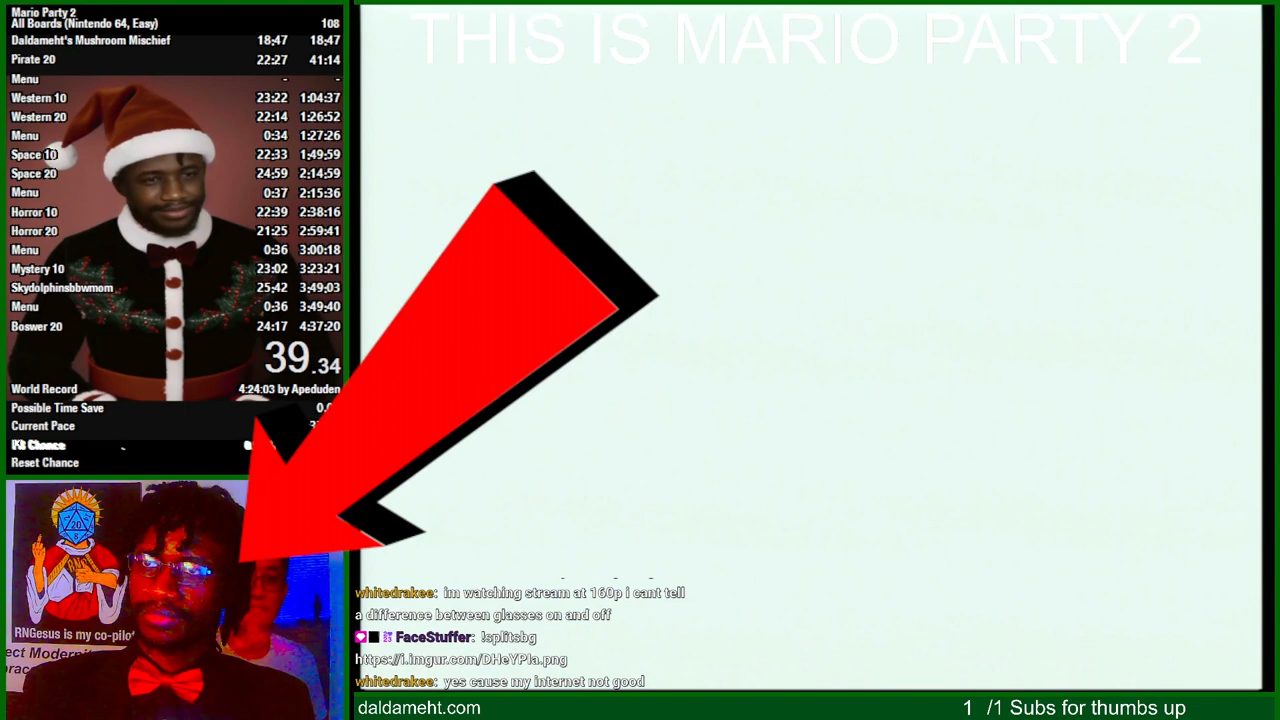 Mario Party 2
All Boards (Nintendo 64, Easy) 108
Daldameht's Mushroom Mischief 18:47 18:47
Pirate 20 22:27 41:14
Menu - -
Western 10 23:22 1:04:37
Western 20 22:14 1:26:52
Menu 0:34 1:27:26
Space 10 22:33 1:49:59
Space 20 24:59 2:14:59
Menu 0:37 2:15:36
Horror 10 22:39 2:38:16
Horror 20 21:25 2:59:41
Menu 0:36 3:00:18
Mystery 10 23:02 3:23:21
Skydolphinsbbwmom 25:42 3:49:03
Menu 0:36 3:49:40
Boswer 20 24:17 4:37:20
39.34
World Record 4:24:03 by Apeduden
Possible Time Save 0.
Current Pace
Chance
Reset Chance
20
8
RNGesus is my co-pilot
THIS IS MARIO PARTY 2
whitedrakee: im watching stream at 160p i cant tell
a difference between glasses on and off
FaceStuffer: !splitsbg
https://i.imgur.com/DHeYPla.png
whitedrakee: yes cause my internet not good
daldameht.com
1 /1 Subs for thumbs up